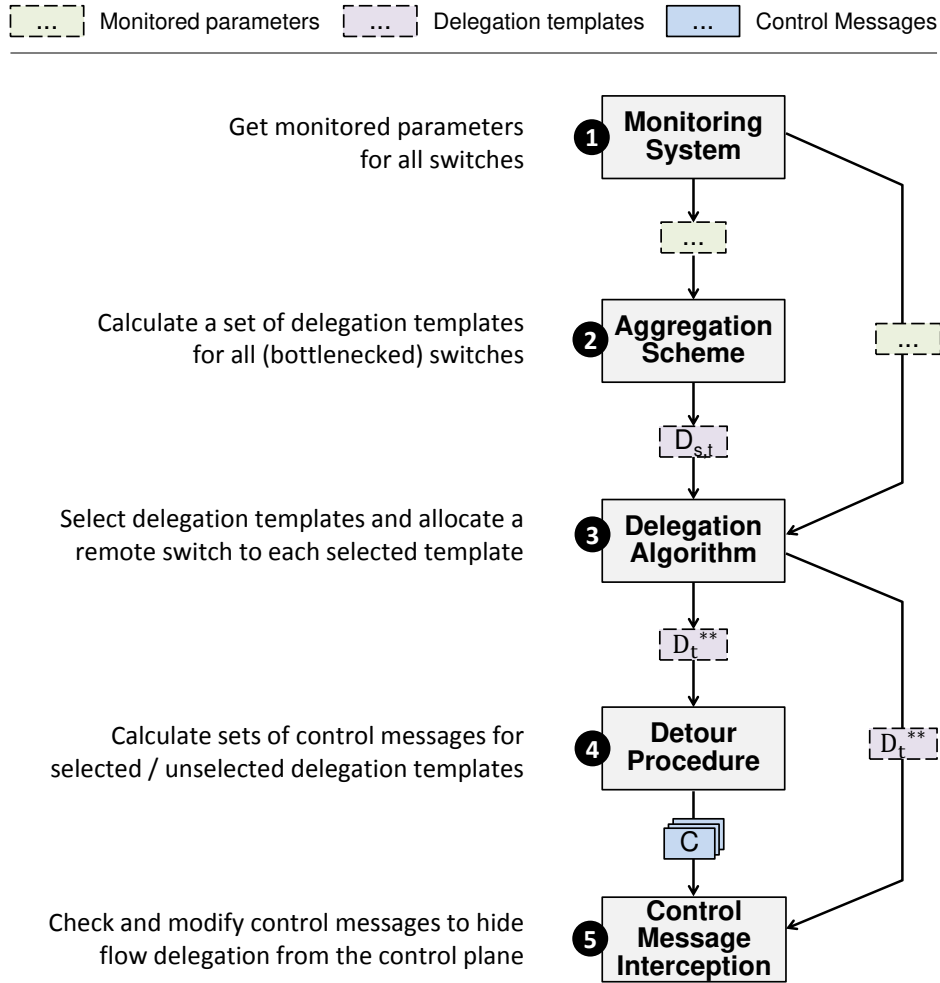 ... Monitored parameters ... Delegation templates ... Control Messages
Get monitored parameters
for all switches
1 Monitoring
System
...
Calculate a set of delegation templates
for all (bottlenecked) switches
2 Aggregation
Scheme
...
D_{s,t}
Select delegation templates and allocate a
remote switch to each selected template
3 Delegation
Algorithm
D_t^{**}
Calculate sets of control messages for
selected / unselected delegation templates
4 Detour
Procedure
D_t^{**}
C
Check and modify control messages to hide
flow delegation from the control plane
5 Control
Message
Interception